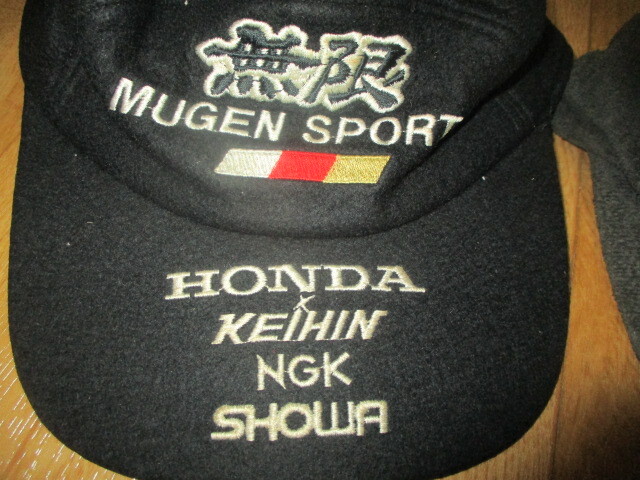 無限
MUGEN SPORT
HONDA
x
KEIHIN
NGK
SHOWA